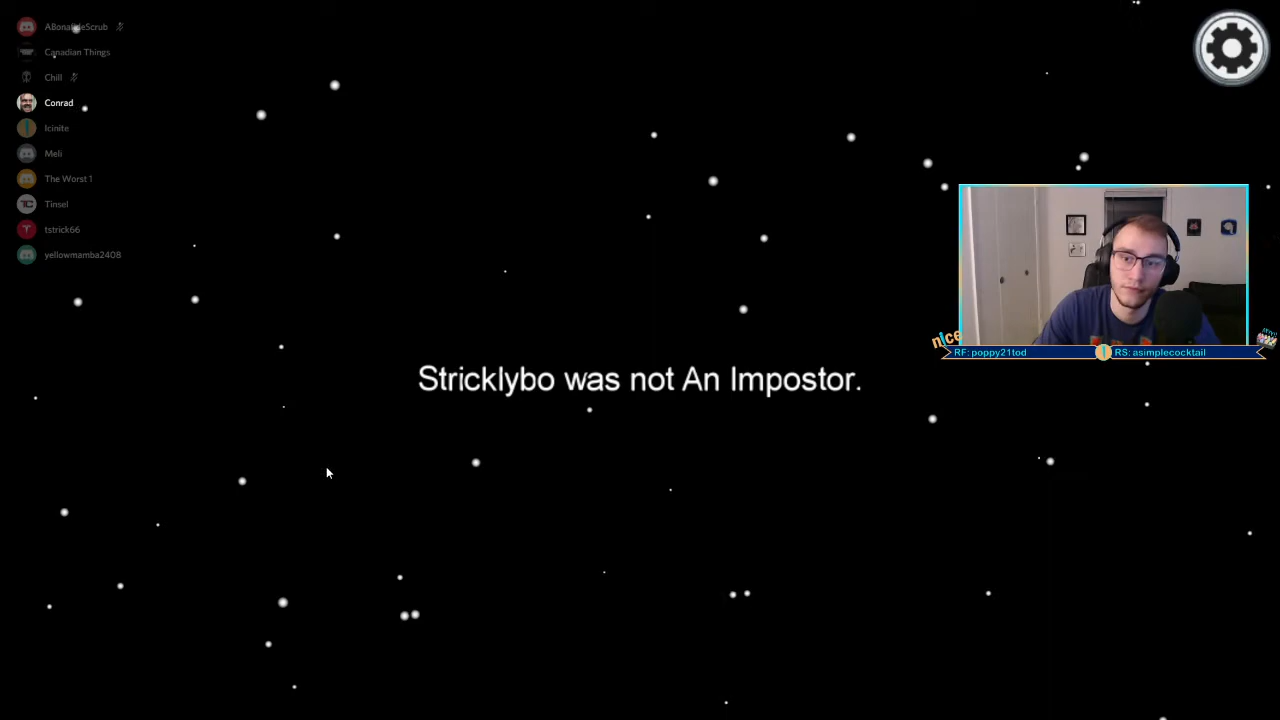 ABonafideScrub
Canadian Things
Chill
Conrad
Icinite
Meli
The Worst 1
Tinsel
tstrick66
yellowmamba2408
Stricklybo was not An Impostor.
nice
RF: poppy21tod
RS: asimplecocktail